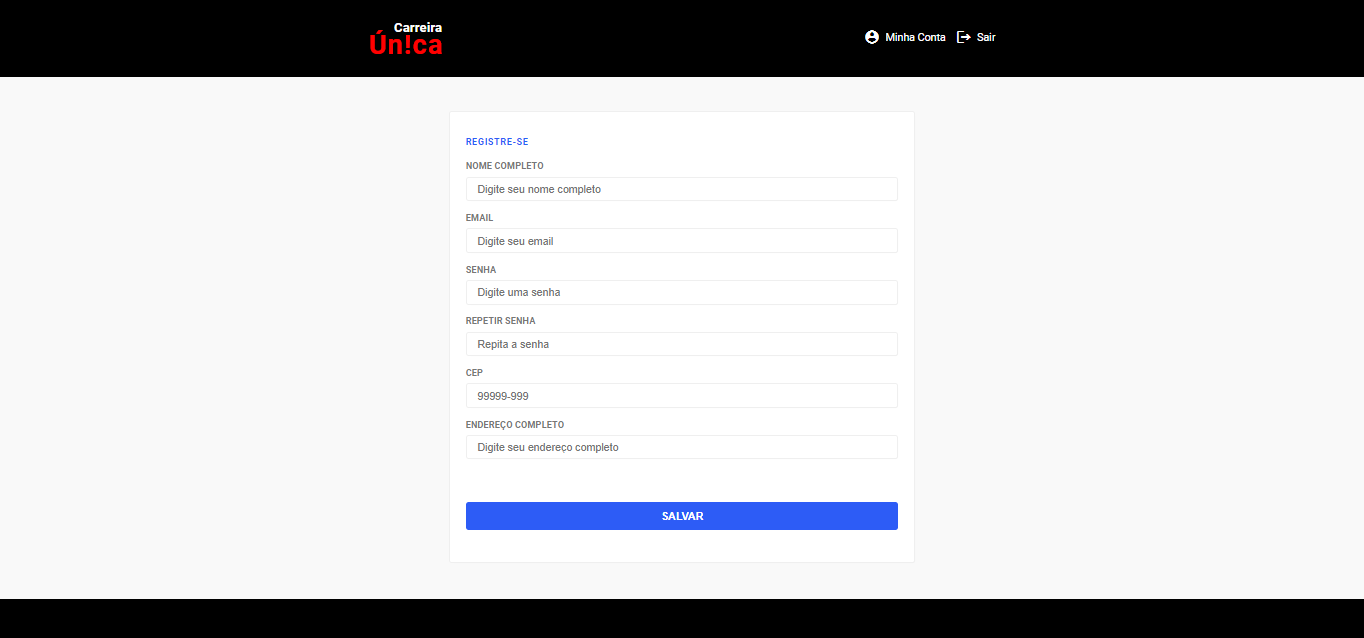 Carreira
Ún!ca
Minha Conta
Sair
REGISTRE-SE
NOME COMPLETO
Digite seu nome completo
EMAIL
Digite seu email
SENHA
Digite uma senha
REPETIR SENHA
Repita a senha
CEP
99999-999
ENDEREÇO COMPLETO
Digite seu endereço completo
SALVAR